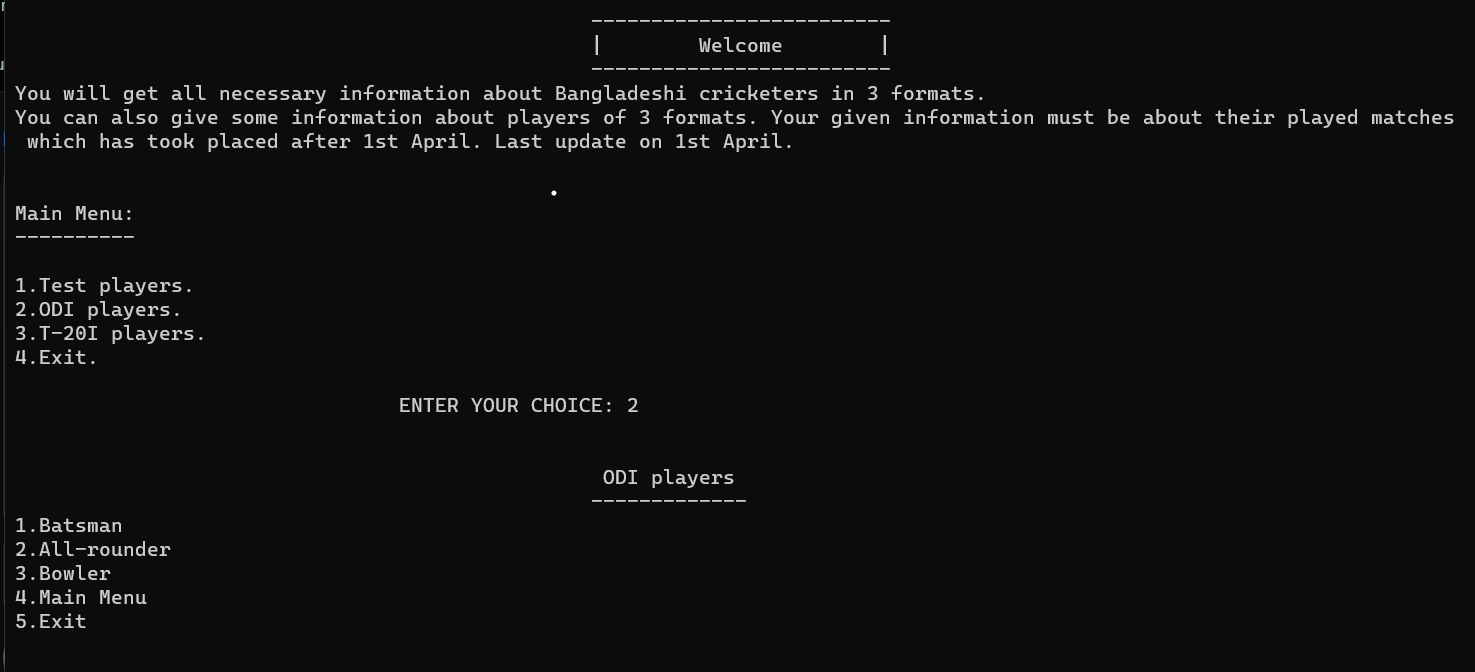 -------------------------
| Welcome |
-------------------------
You will get all necessary information about Bangladeshi cricketers in 3 formats.
You can also give some information about players of 3 formats. Your given information must be about their played matches
which has took placed after 1st April. Last update on 1st April.
Main Menu:
----------
1.Test players.
2.ODI players.
3.T-20I players.
4.Exit.
ENTER YOUR CHOICE: 2
ODI players
-------------
1.Batsman
2.All-rounder
3.Bowler
4.Main Menu
5.Exit